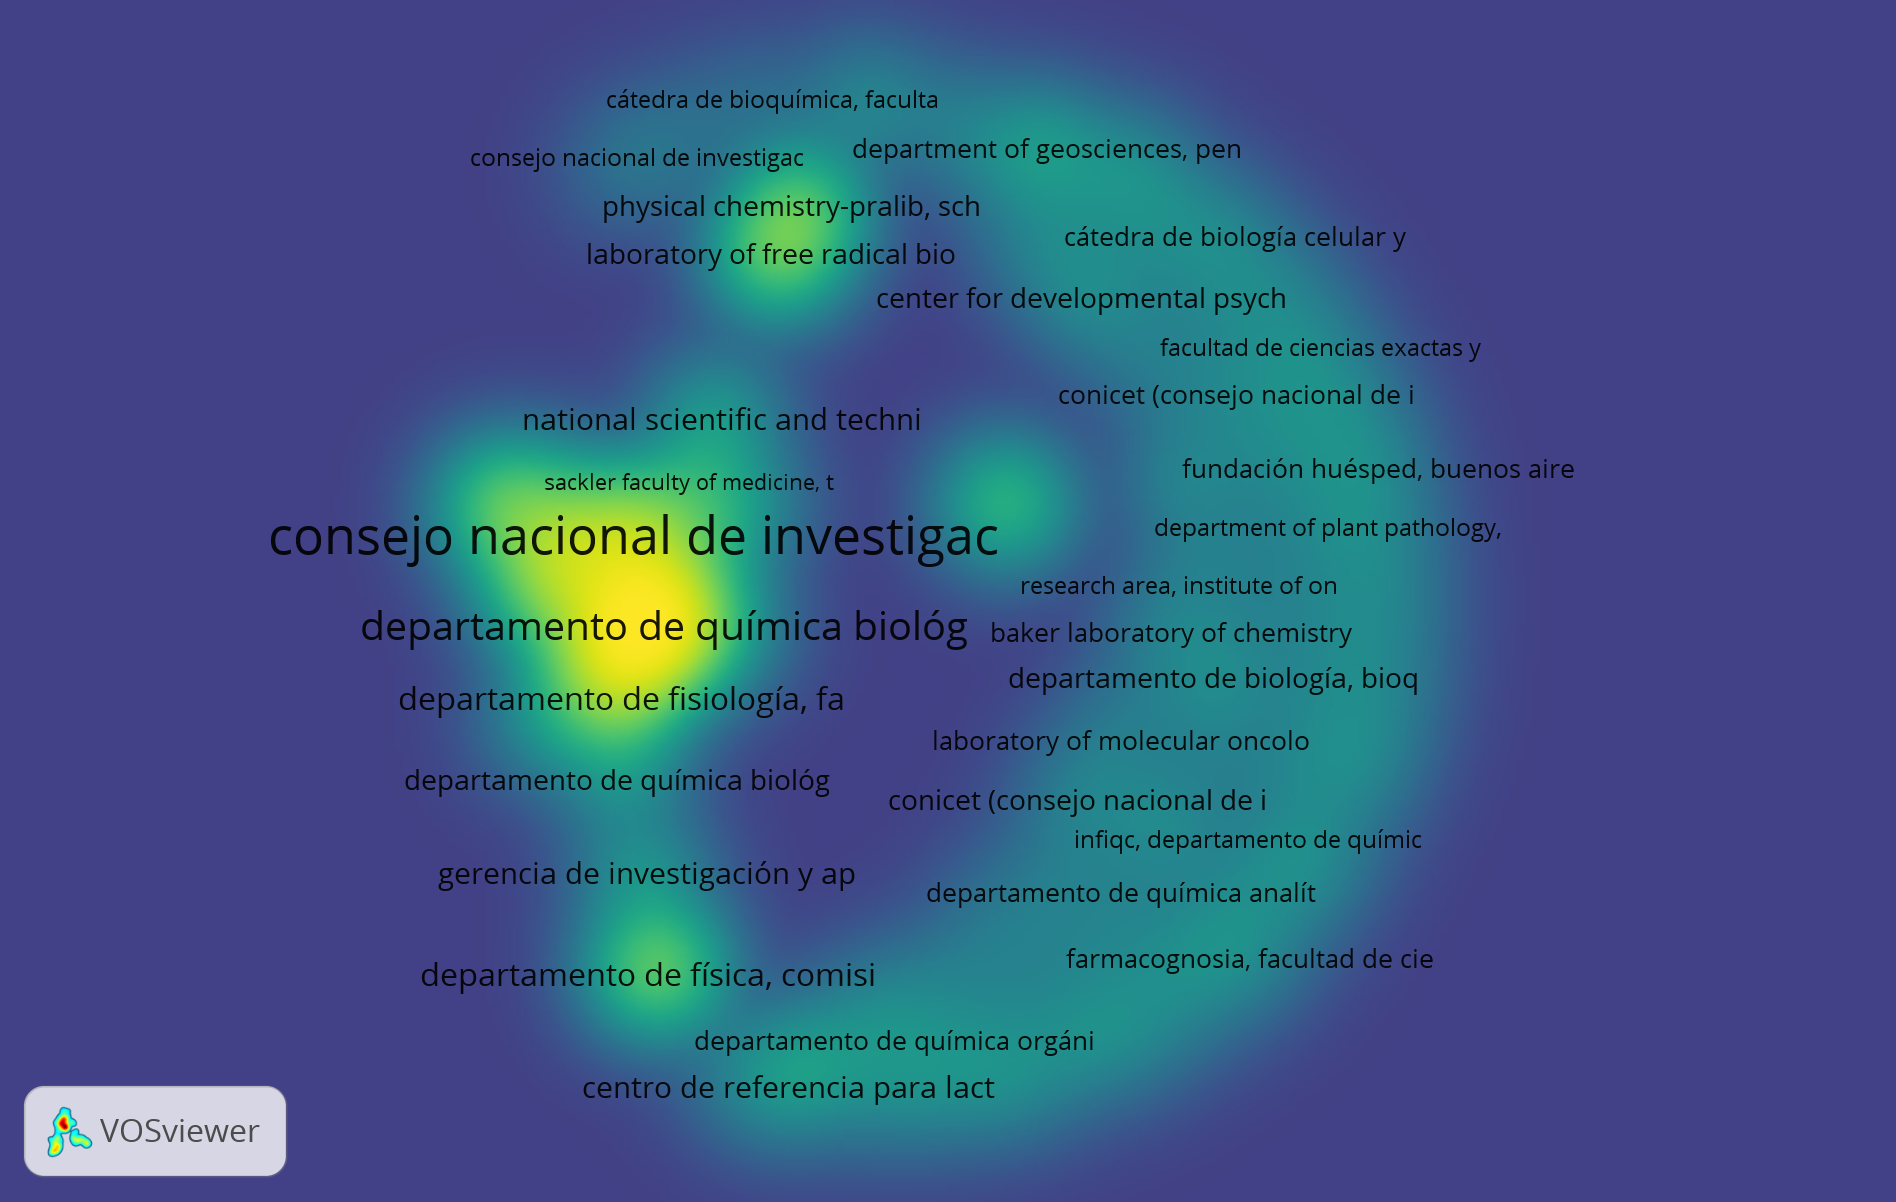 cátedra de bioquímica, faculta
department of geosciences, pen
consejo nacional de investigac
physical chemistry-pralib, sch
cátedra de biología celular y
laboratory of free radical bio
center for developmental psych
facultad de ciencias exactas y
conicet (consejo nacional de i
national scientific and techni
fundación huésped, buenos aire
sackler faculty of medicine, t
department of plant pathology,
consejo nacional de investigac
research area, institute of on
departamento de química biológ
baker laboratory of chemistry
departamento de biología, bioq
departamento de fisiología, fa
laboratory of molecular oncolo
departamento de química biológ
conicet (consejo nacional de i
infiqc, departamento de químic
gerencia de investigación y ap
departamento de química analít
farmacognosia, facultad de cie
departamento de física, comisi
departamento de química orgáni
centro de referencia para lact
VOSviewer